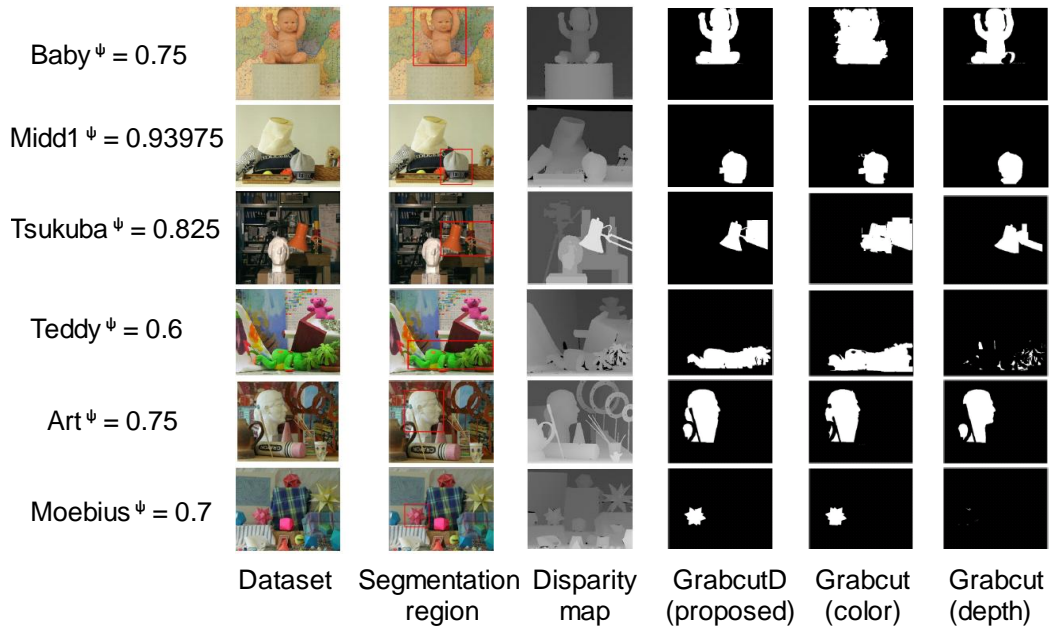 Baby ψ = 0.75
Midd1 ψ = 0.93975
Tsukuba ψ = 0.825
Teddy ψ = 0.6
Art ψ = 0.75
Moebius ψ = 0.7
Dataset
Segmentation region
Disparity map
GrabcutD (proposed)
Grabcut (color)
Grabcut (depth)